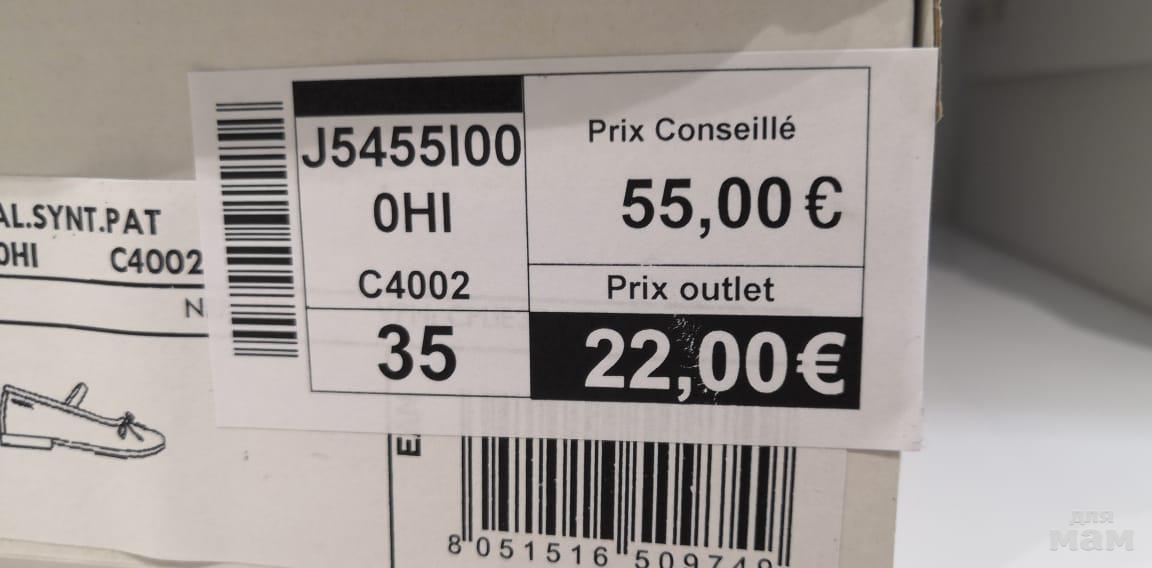 J5455I00
0HI
C4002
35
Prix Conseillé
55,00 €
Prix outlet
22,00€
AL.SYNT.PAT
0HI C4002
N
8 051516 509749
для
мам